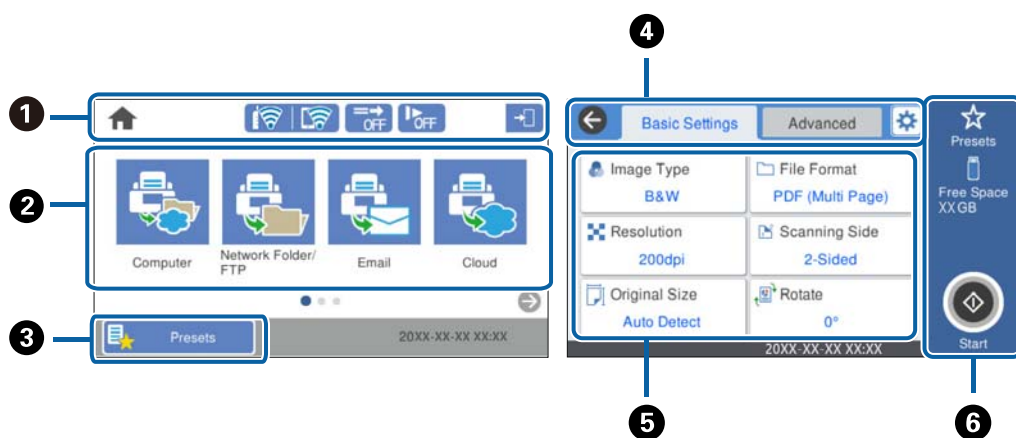 4
1
OFF
OFF
Basic Settings
Advanced
Presets
Free Space
XXGB
2
Computer
Network Folder/
FTP
Email
Cloud
Image Type
B&W
File Format
PDF (Multi Page)
Resolution
200dpi
Scanning Side
2-Sided
Original Size
Auto Detect
Rotate
0°
3
Presets
20XX-XX-XX XX:XX
20XX-XX-XX XX:XX
Start
5
6